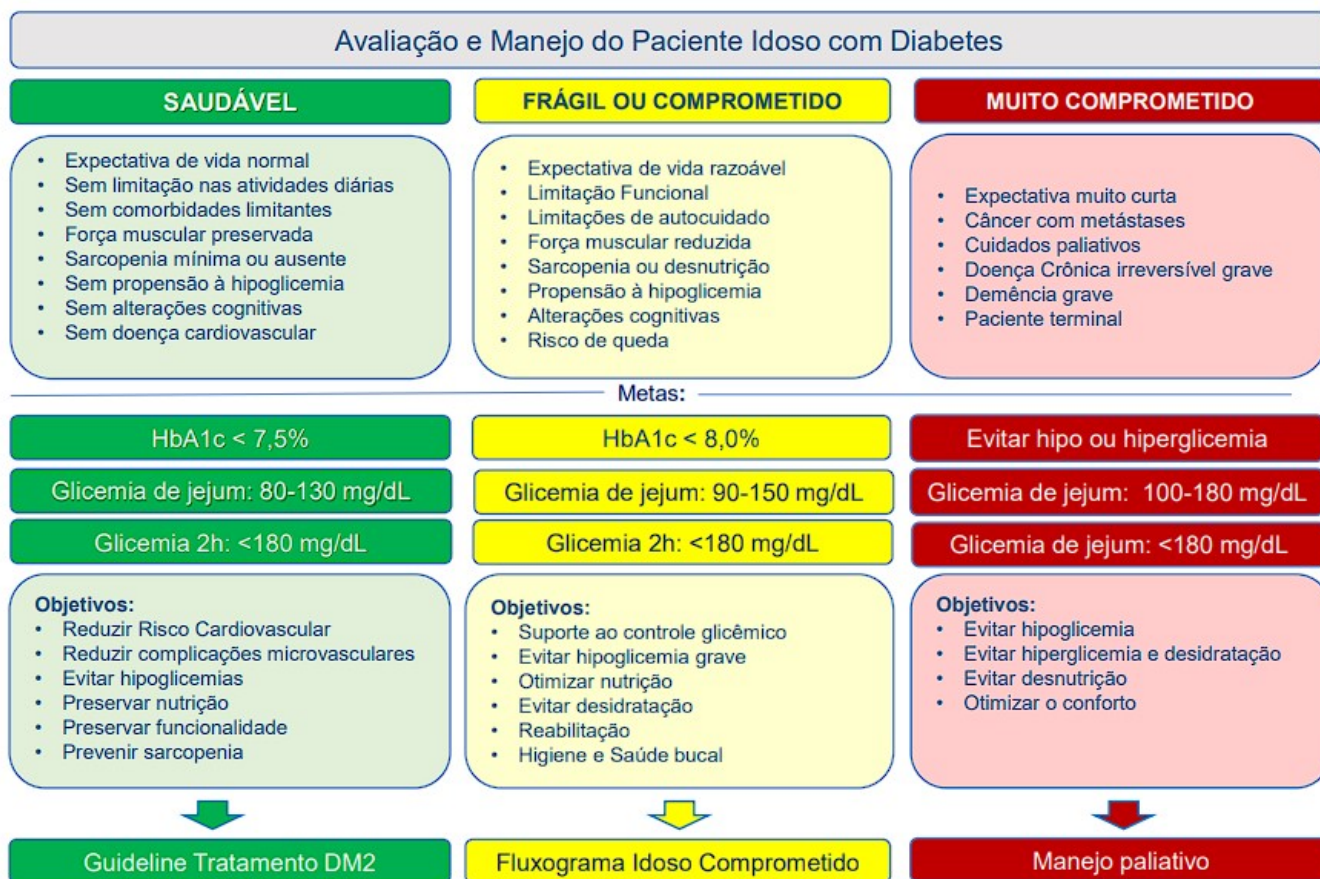 Avaliação e Manejo do Paciente Idoso com Diabetes
SAUDÁVEL
• Expectativa de vida normal
• Sem limitação nas atividades diárias
• Sem comorbidades limitantes
• Força muscular preservada
• Sarcopenia mínima ou ausente
• Sem propensão à hipoglicemia
• Sem alterações cognitivas
• Sem doença cardiovascular
FRÁGIL OU COMPROMETIDO
• Expectativa de vida razoável
• Limitação Funcional
• Limitações de autocuidado
• Força muscular reduzida
• Sarcopenia ou desnutrição
• Propensão à hipoglicemia
• Alterações cognitivas
• Risco de queda
MUITO COMPROMETIDO
• Expectativa muito curta
• Câncer com metástases
• Cuidados paliativos
• Doença Crônica irreversível grave
• Demência grave
• Paciente terminal
Metas:
HbA1c < 7,5%
Glicemia de jejum: 80-130 mg/dL
Glicemia 2h: <180 mg/dL
Objetivos:
• Reduzir Risco Cardiovascular
• Reduzir complicações microvasculares
• Evitar hipoglicemias
• Preservar nutrição
• Preservar funcionalidade
• Prevenir sarcopenia
Guideline Tratamento DM2
HbA1c < 8,0%
Glicemia de jejum: 90-150 mg/dL
Glicemia 2h: <180 mg/dL
Objetivos:
• Suporte ao controle glicêmico
• Evitar hipoglicemia grave
• Otimizar nutrição
• Evitar desidratação
• Reabilitação
• Higiene e Saúde bucal
Fluxograma Idoso Comprometido
Evitar hipo ou hiperglicemia
Glicemia de jejum: 100-180 mg/dL
Glicemia de jejum: <180 mg/dL
Objetivos:
• Evitar hipoglicemia
• Evitar hiperglicemia e desidratação
• Evitar desnutrição
• Otimizar o conforto
Manejo paliativo